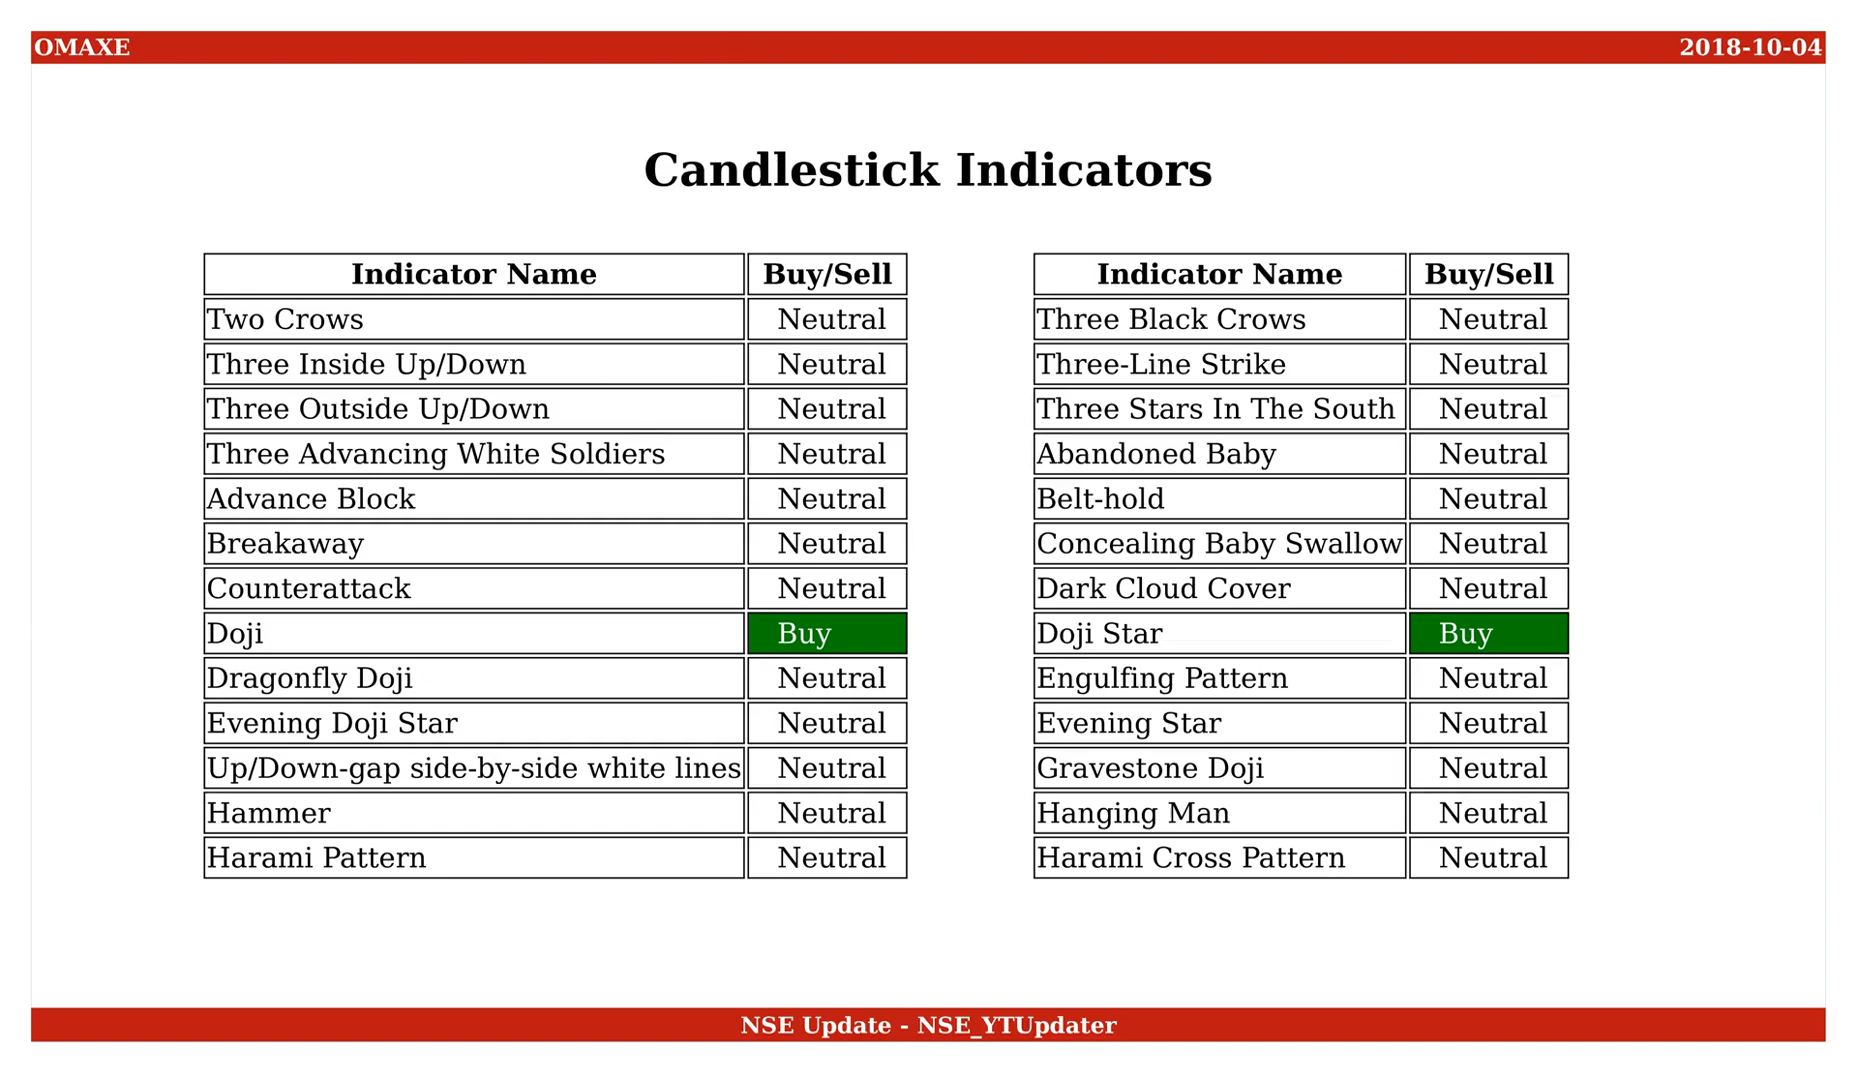 OMAXE 2018-10-04
Candlestick Indicators
Indicator Name Buy/Sell
Two Crows Neutral
Three Inside Up/Down Neutral
Three Outside Up/Down Neutral
Three Advancing White Soldiers Neutral
Advance Block Neutral
Breakaway Neutral
Counterattack Neutral
Doji Buy
Dragonfly Doji Neutral
Evening Doji Star Neutral
Up/Down-gap side-by-side white lines Neutral
Hammer Neutral
Harami Pattern Neutral
Indicator Name Buy/Sell
Three Black Crows Neutral
Three-Line Strike Neutral
Three Stars In The South Neutral
Abandoned Baby Neutral
Belt-hold Neutral
Concealing Baby Swallow Neutral
Dark Cloud Cover Neutral
Doji Star Buy
Engulfing Pattern Neutral
Evening Star Neutral
Gravestone Doji Neutral
Hanging Man Neutral
Harami Cross Pattern Neutral
NSE Update - NSE_YTUpdater